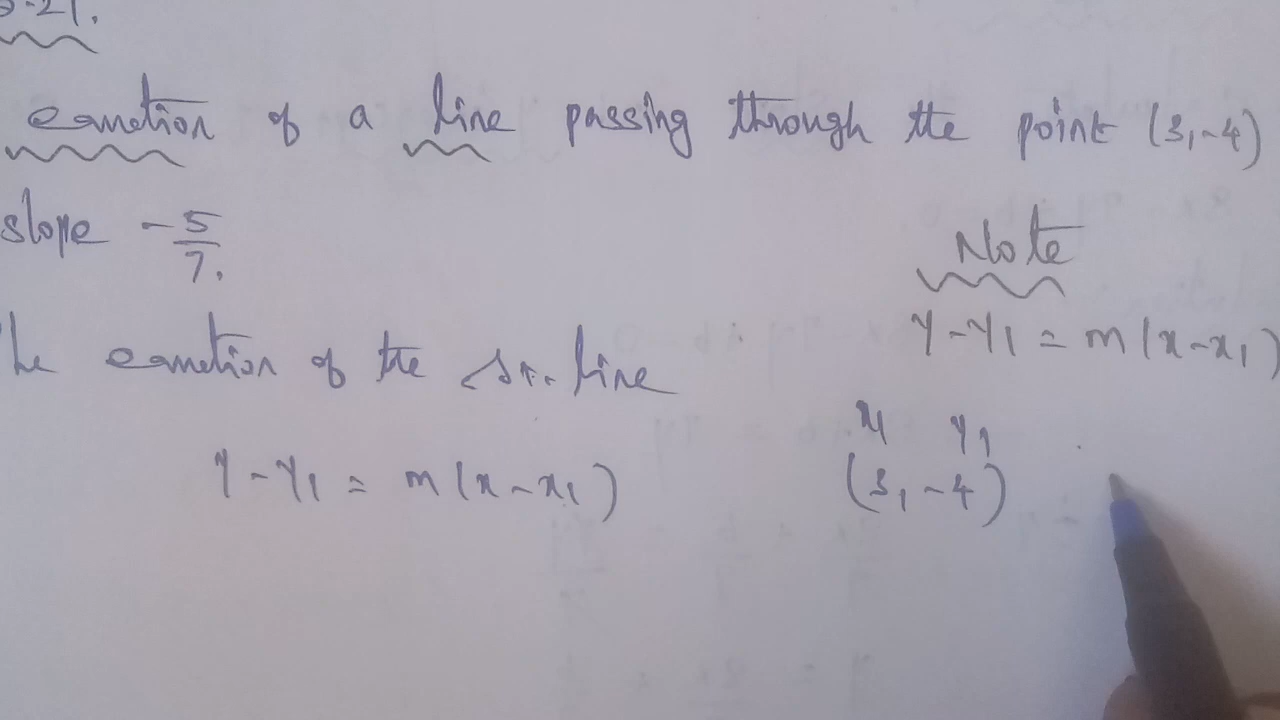 equation of a line passing through the point (3,-4)
slope -5/7.
Note
y-y1 = m(x-x1)
he equation of the st. line
x1 y1
y-y1 = m(x-x1) (3,-4)